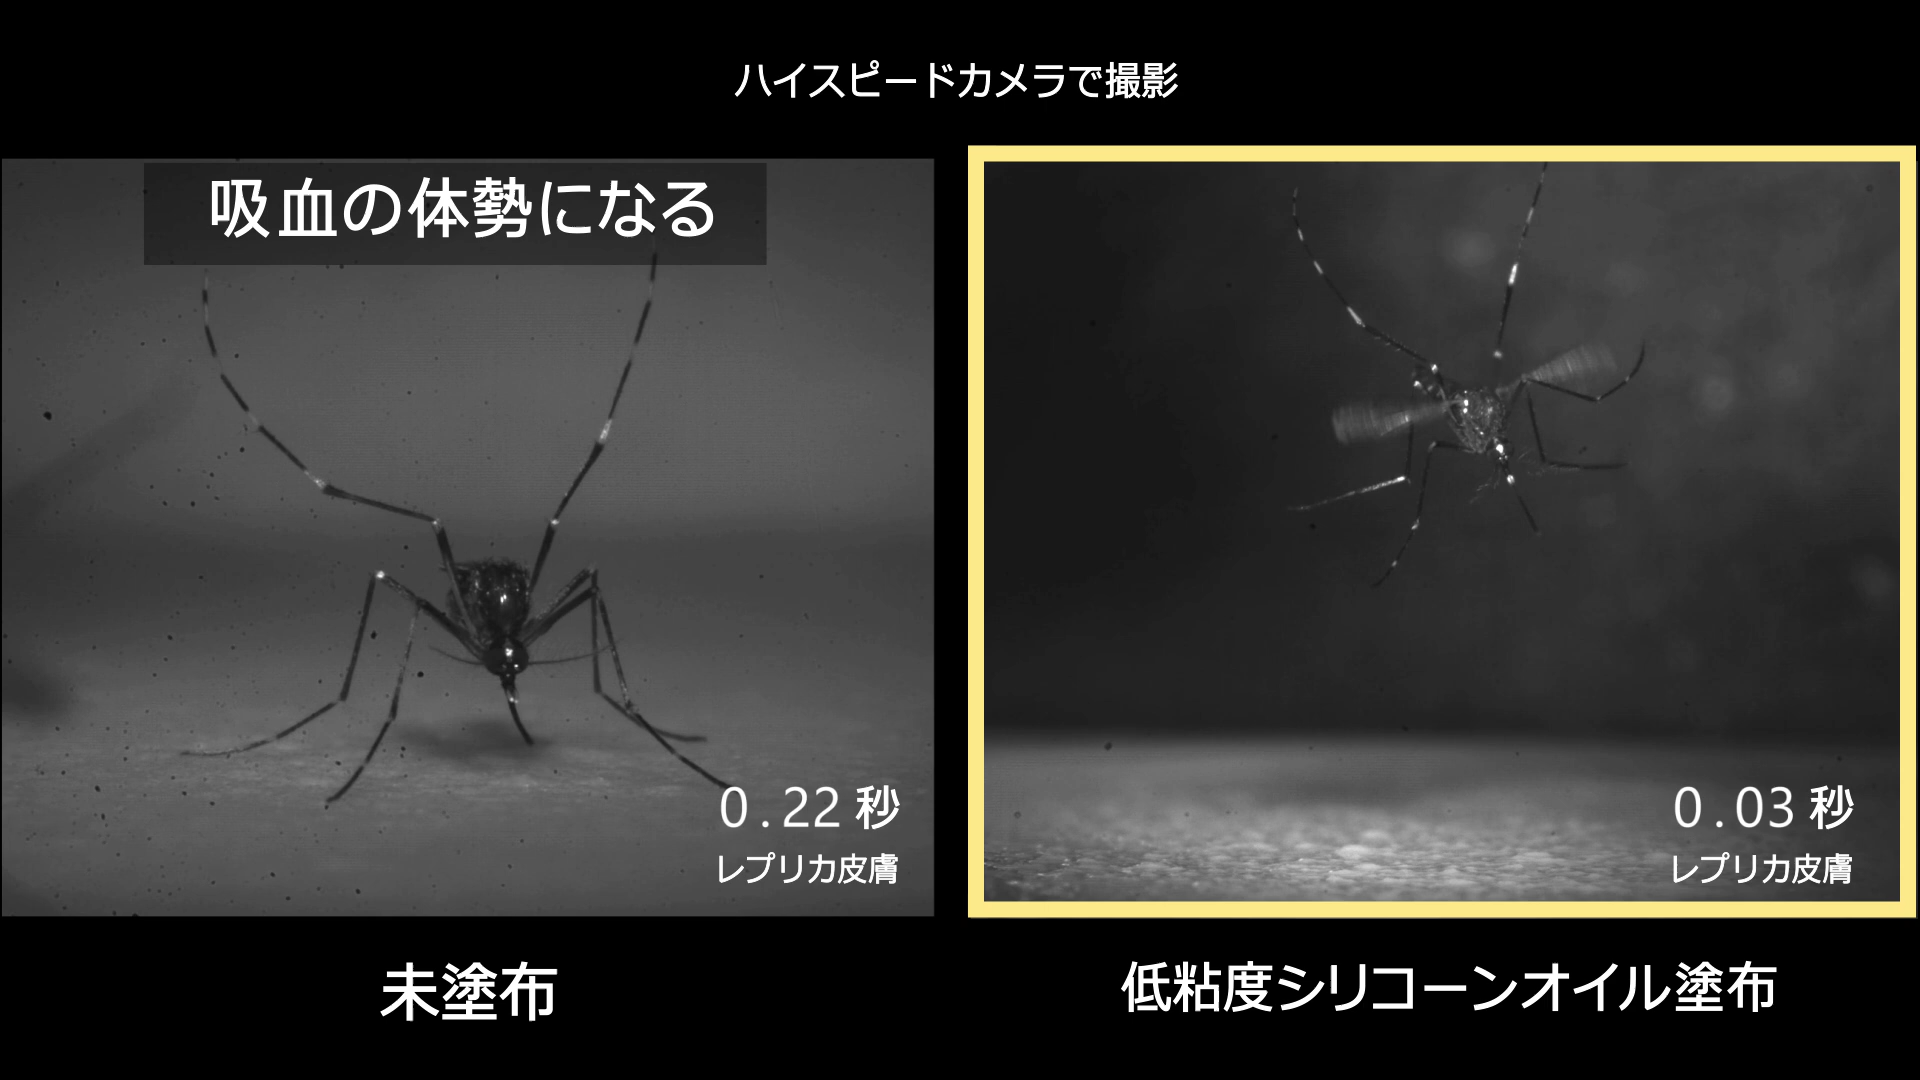 ハイスピードカメラで撮影
吸血の体勢になる
0.22 秒
レプリカ皮膚
0.03 秒
レプリカ皮膚
未塗布
低粘度シリコーンオイル塗布